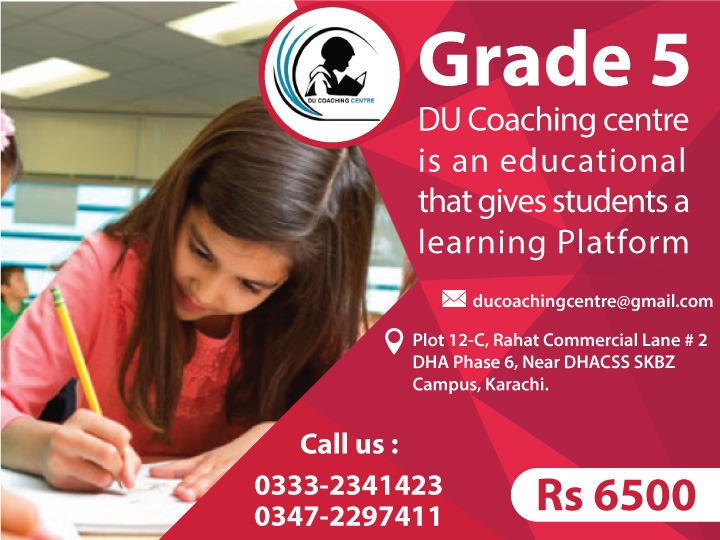 DU COACHING CENTRE
Grade 5
DU Coaching centre
is an educational
that gives students a
learning Platform
ducoachingcentre@gmail.com
Plot 12-C, Rahat Commercial Lane # 2
DHA Phase 6, Near DHACSS SKBZ
Campus, Karachi.
Call us :
0333-2341423
0347-2297411
Rs 6500